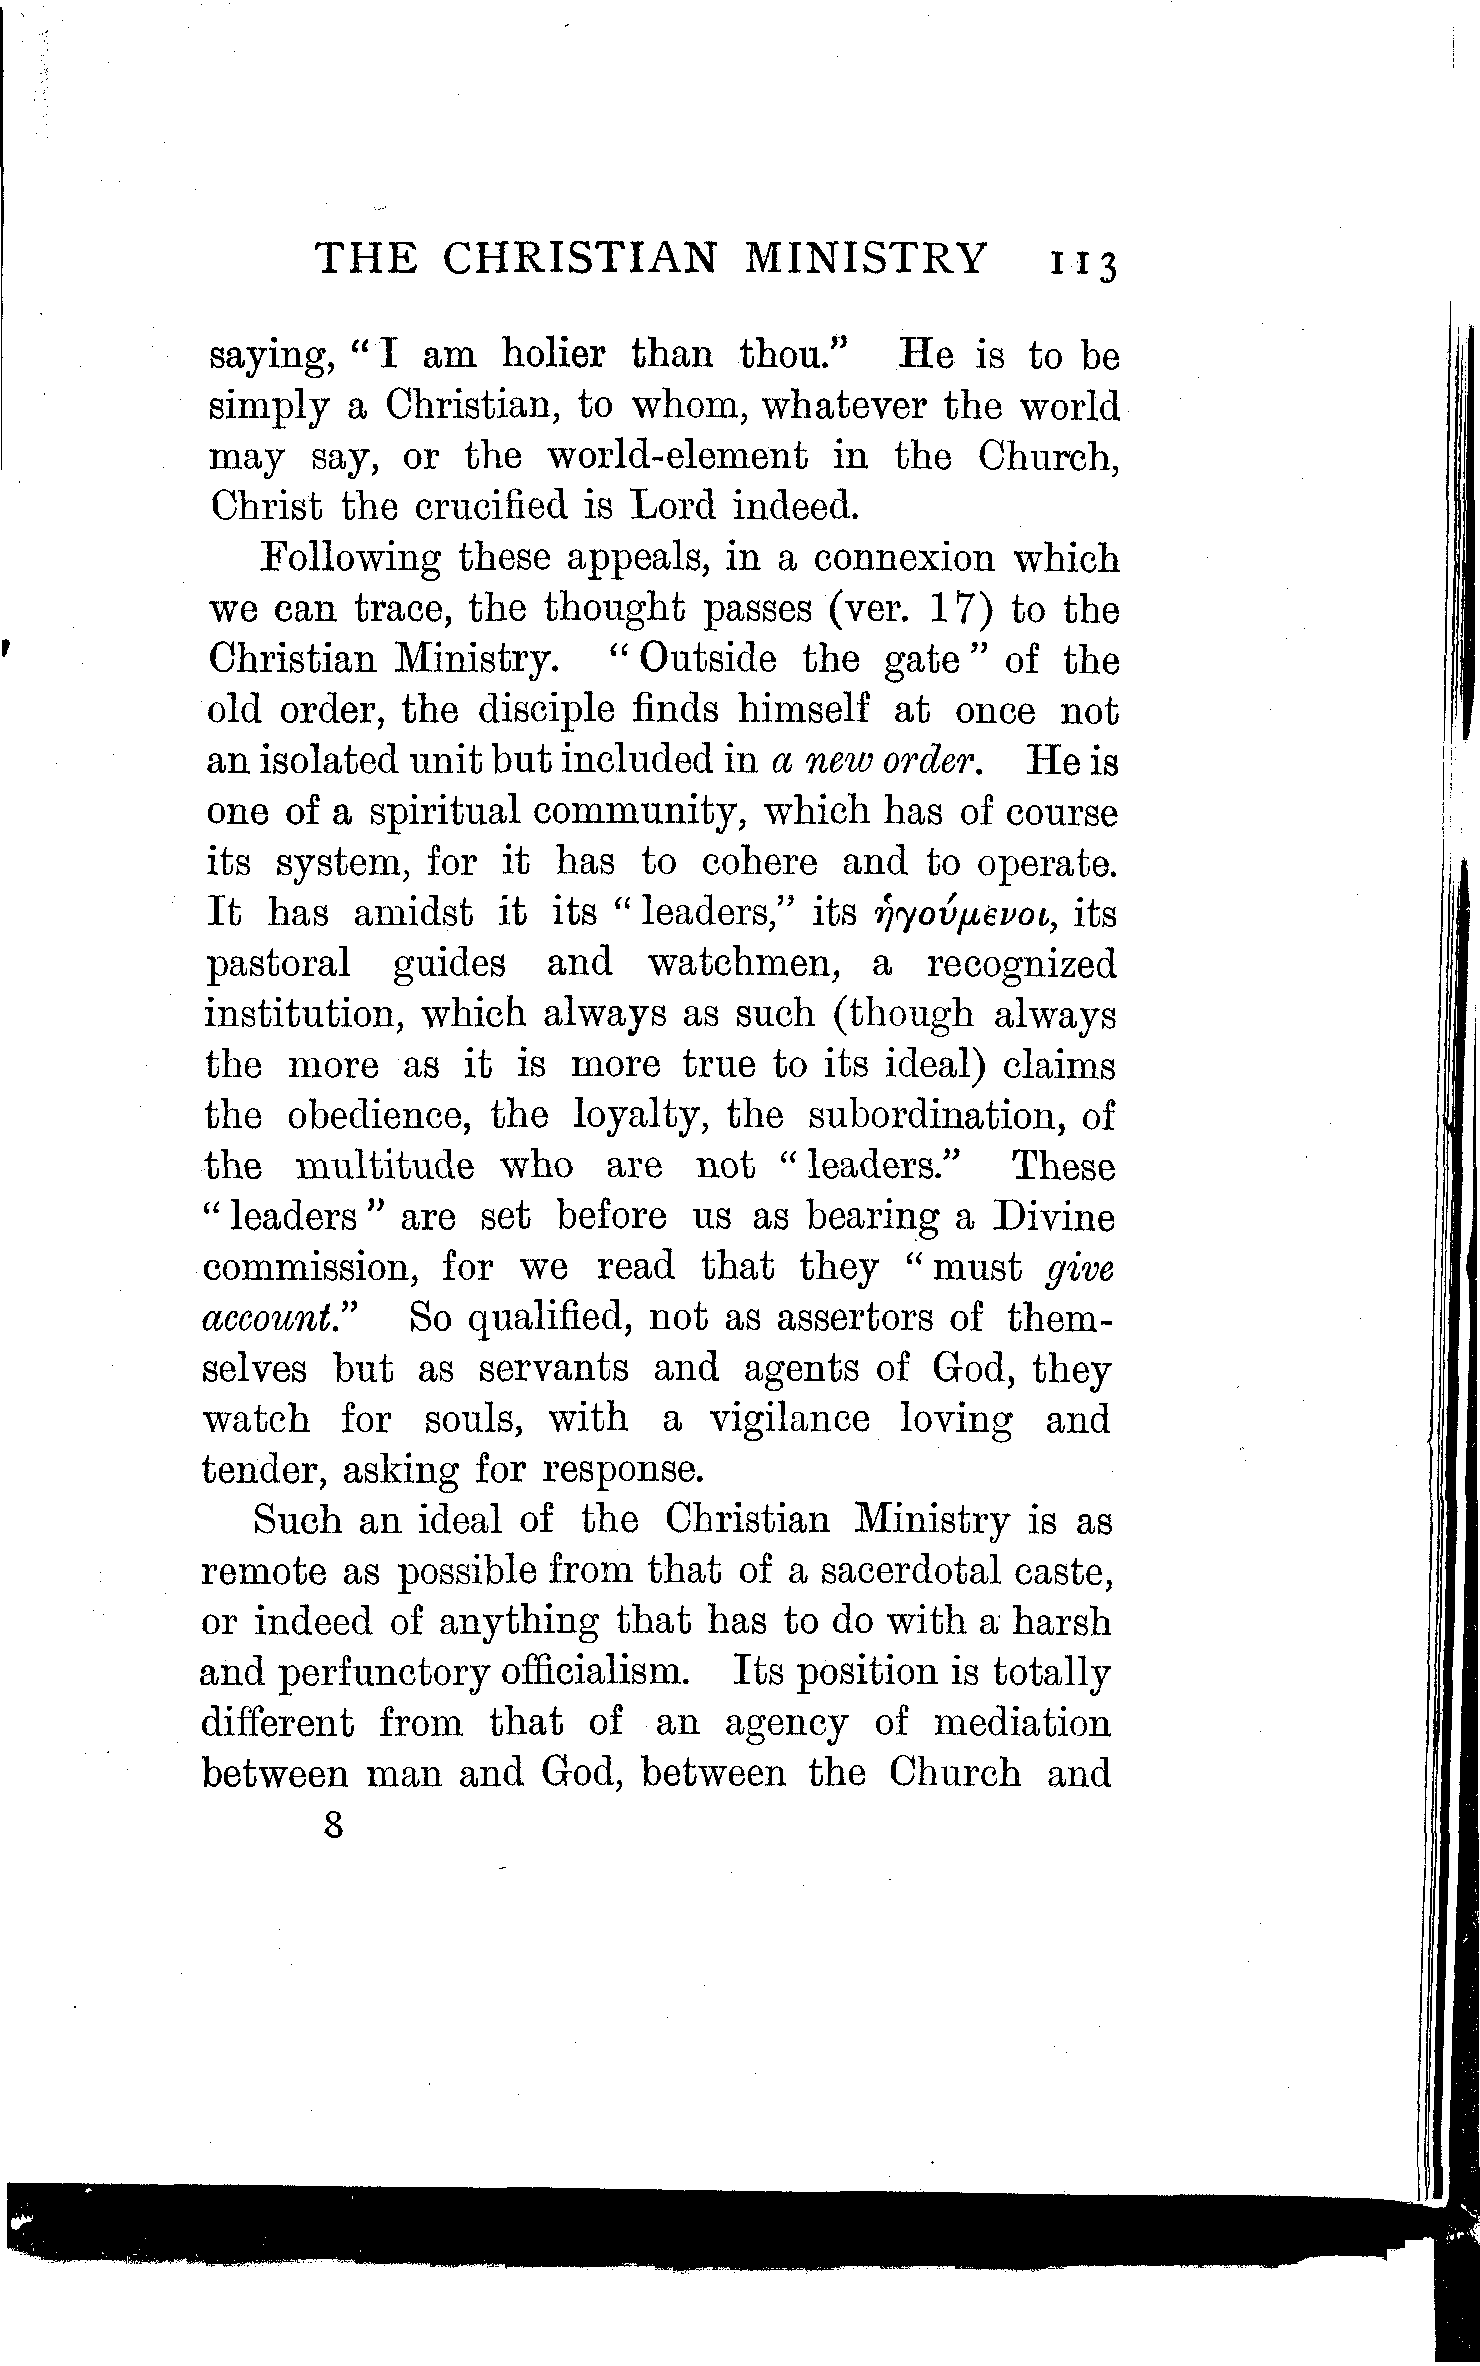 THE CHRISTIAN MINISTRY 113
saying, “I am holier than thou.” He is to be
simply a Christian, to whom, whatever the world
may say, or the world-element in the Church,
Christ the crucified is Lord indeed.
Following these appeals, in a connexion which
we can trace, the thought passes (ver. 17) to the
Christian Ministry. “Outside the gate” of the
old order, the disciple finds himself at once not
an isolated unit but included in a new order. He is
one of a spiritual community, which has of course
its system, for it has to cohere and to operate.
It has amidst it its “leaders,” its ἡγούμενοι, its
pastoral guides and watchmen, a recognized
institution, which always as such (though always
the more as it is more true to its ideal) claims
the obedience, the loyalty, the subordination, of
the multitude who are not “leaders.” These
“leaders” are set before us as bearing a Divine
commission, for we read that they “must give
account.” So qualified, not as assertors of them-
selves but as servants and agents of God, they
watch for souls, with a vigilance loving and
tender, asking for response.
Such an ideal of the Christian Ministry is as
remote as possible from that of a sacerdotal caste,
or indeed of anything that has to do with a harsh
and perfunctory officialism. Its position is totally
different from that of an agency of mediation
between man and God, between the Church and
8